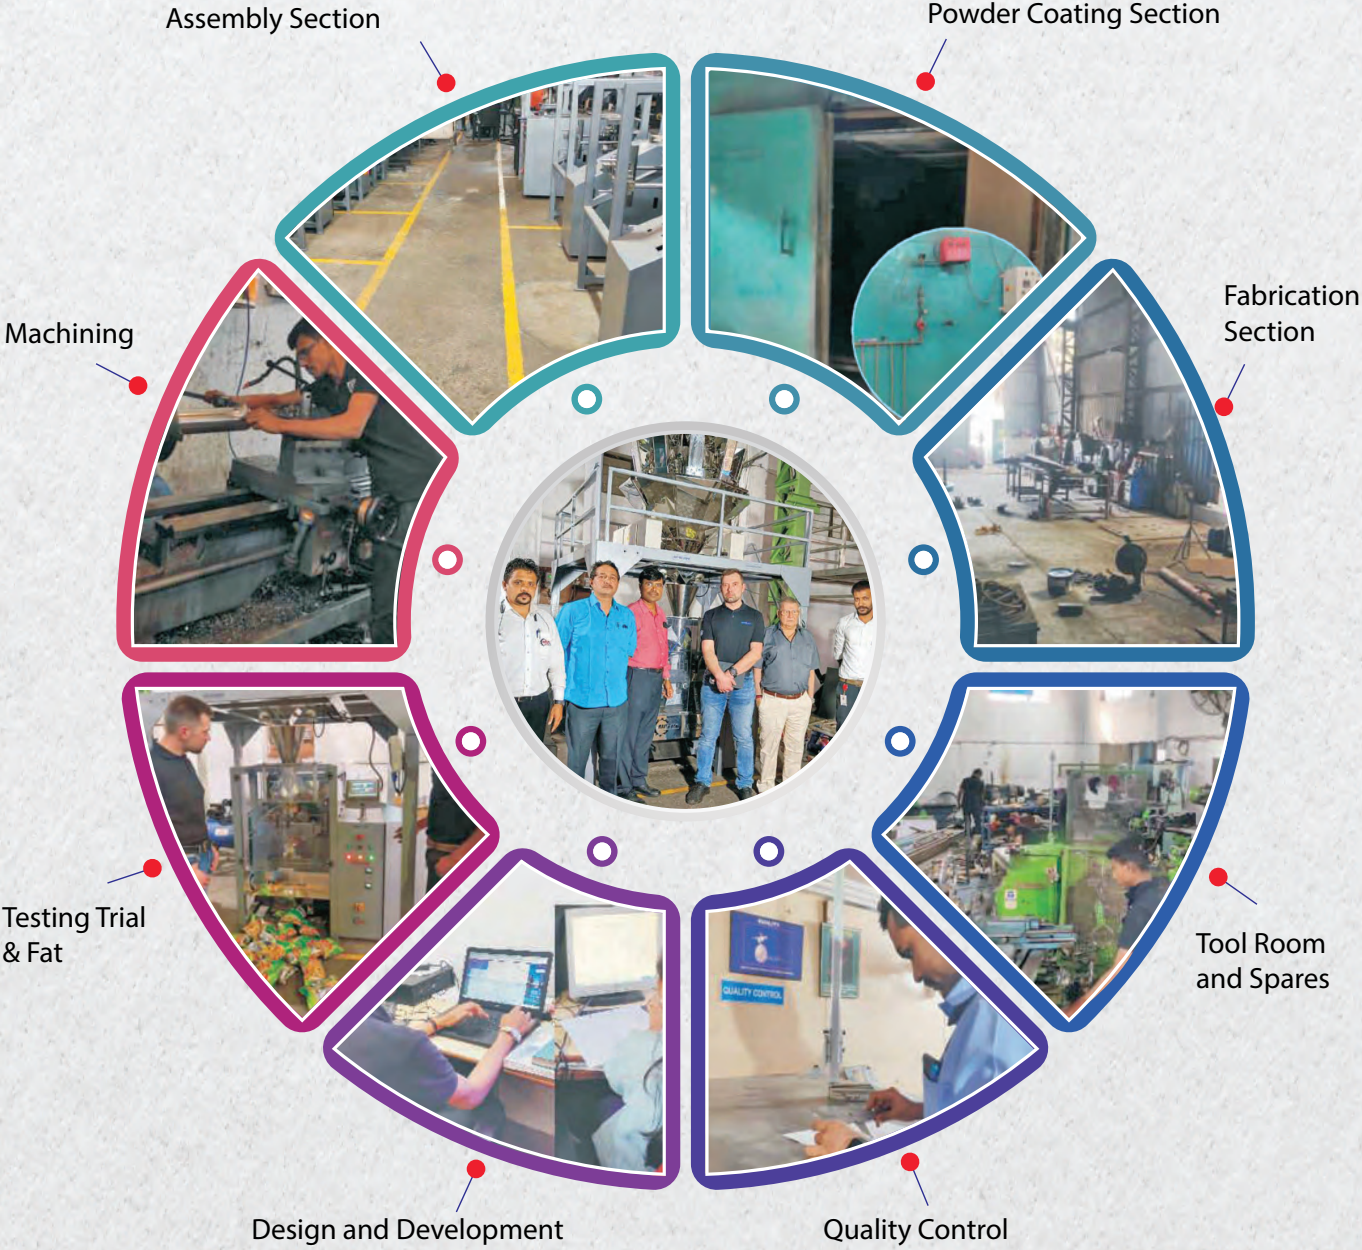 Assembly Section
Powder Coating Section
Fabrication
Section
Machining
Testing Trial
& Fat
Tool Room
and Spares
QUALITY CONTROL
Design and Development
Quality Control